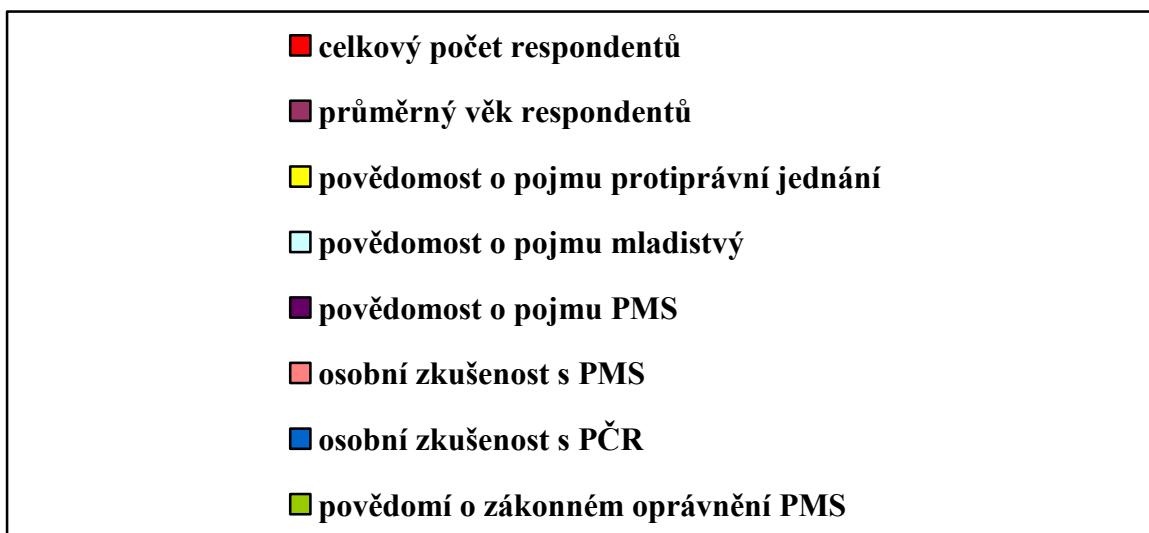 celkový počet respondentů
průměrný věk respondentů
povědomost o pojmu protiprávní jednání
povědomost o pojmu mladistvý
povědomost o pojmu PMS
osobní zkušenost s PMS
osobní zkušenost s PČR
povědomí o zákonném oprávnění PMS